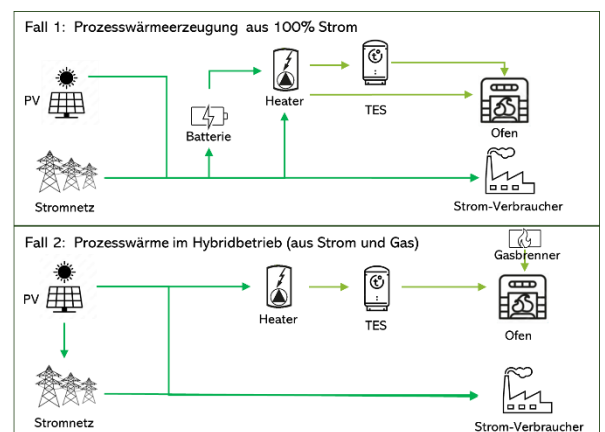 Fall 1: Prozesswärmeerzeugung aus 100% Strom
PV
Heater
TES
Batterie
Ofen
Stromnetz
Strom-Verbraucher
Fall 2: Prozesswärme im Hybridbetrieb (aus Strom und Gas)
Gasbrenner
PV
Heater
TES
Ofen
Stromnetz
Strom-Verbraucher